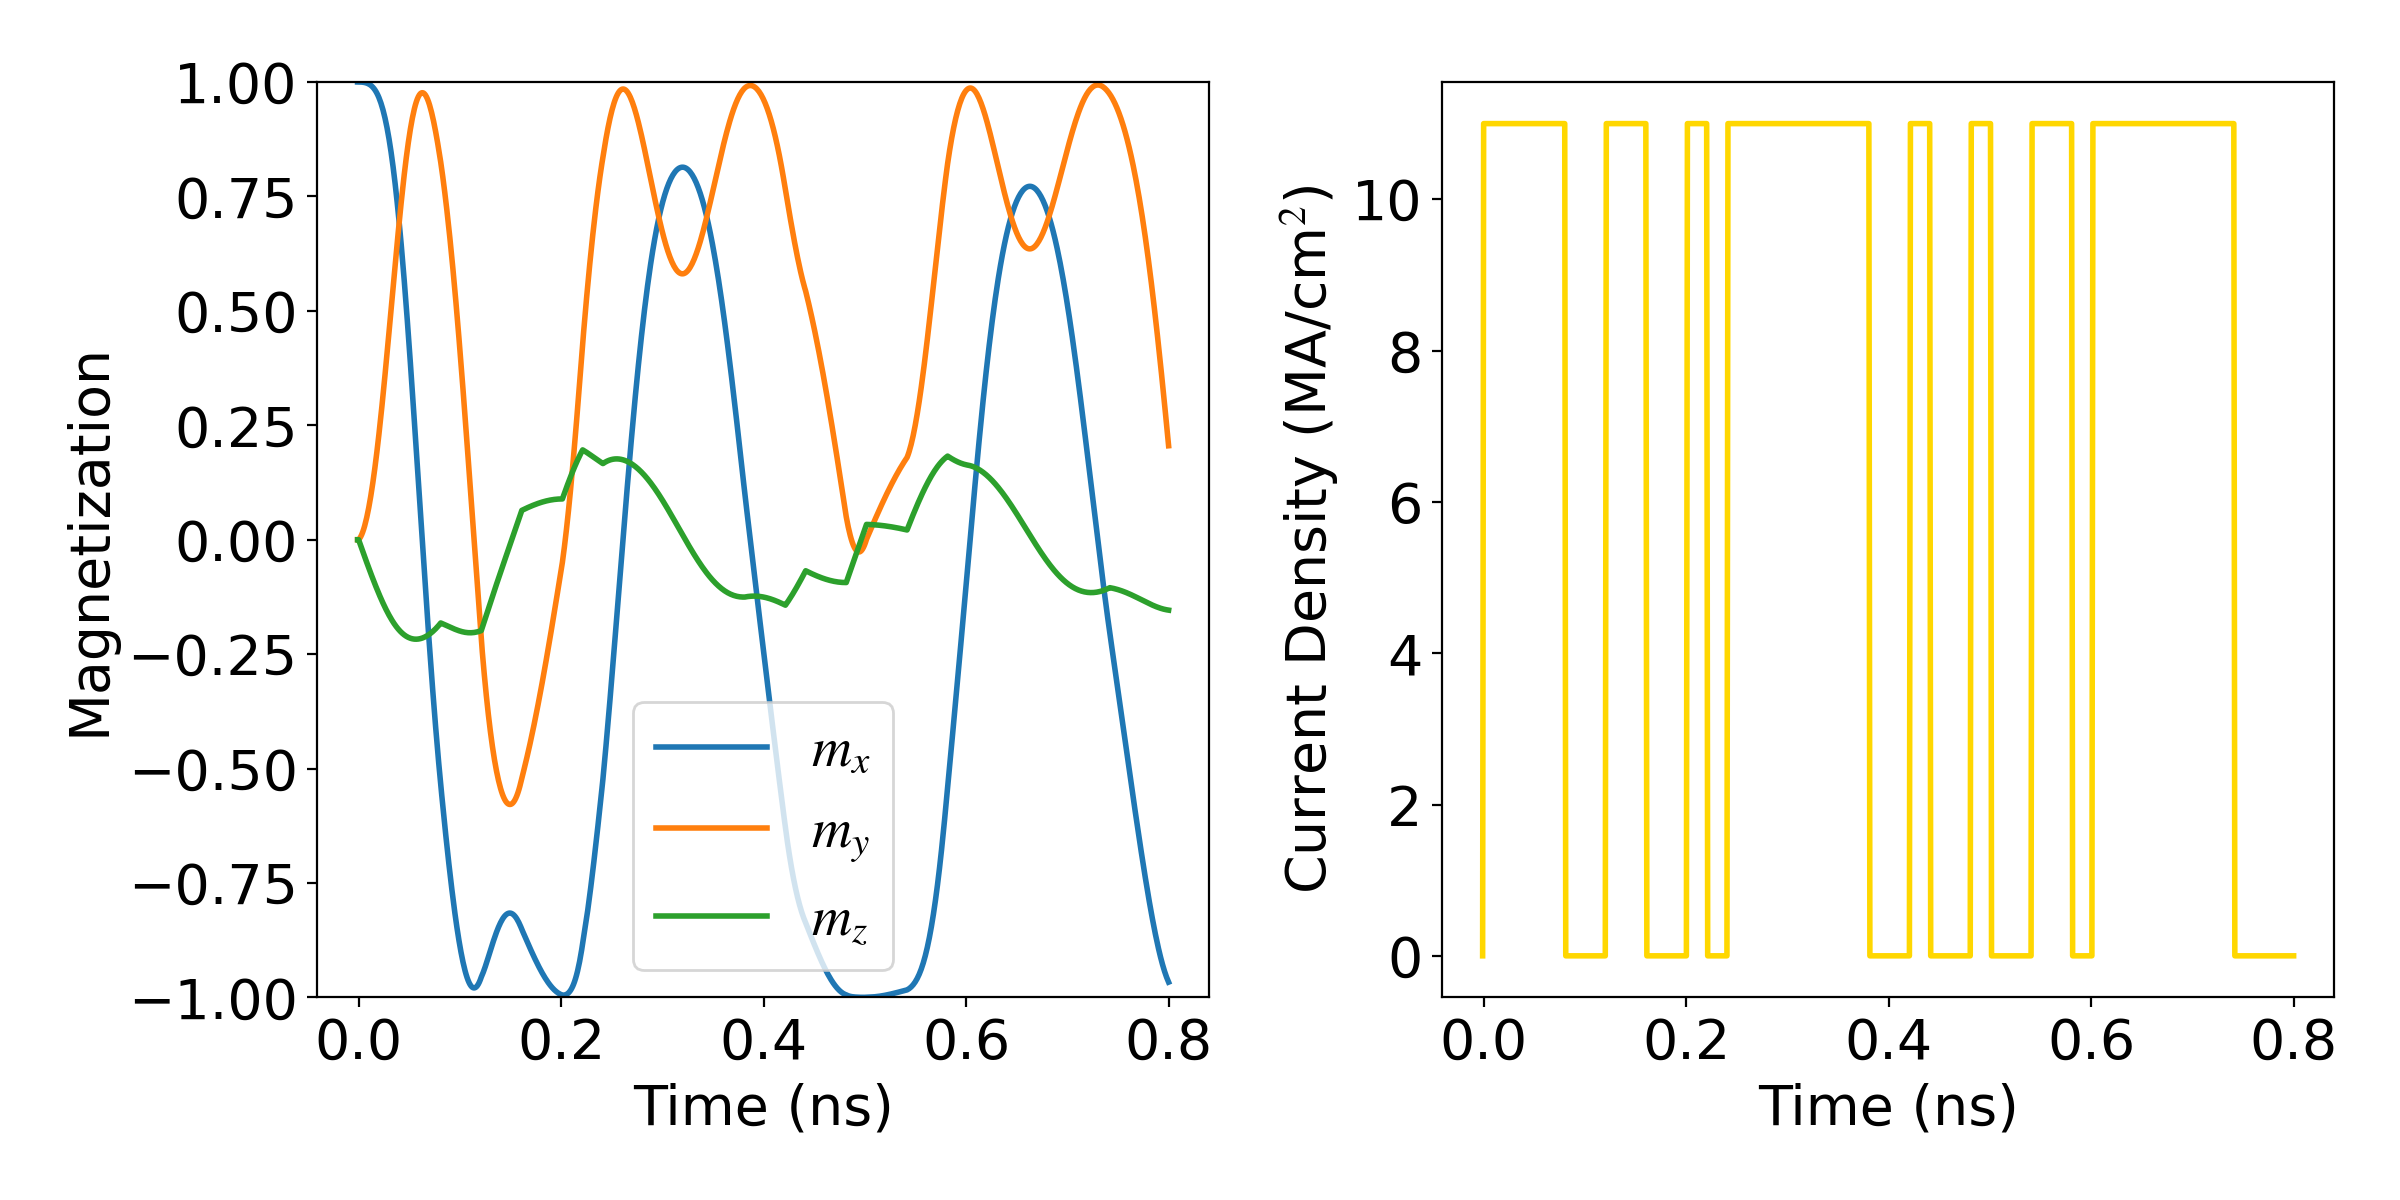 Magnetization
1.00
0.75
0.50
0.25
0.00
−0.25
−0.50
−0.75
−1.00
0.0 0.2 0.4 0.6 0.8
Time (ns)
m_x
m_y
m_z
Current Density (MA/cm²)
10
8
6
4
2
0
0.0 0.2 0.4 0.6 0.8
Time (ns)